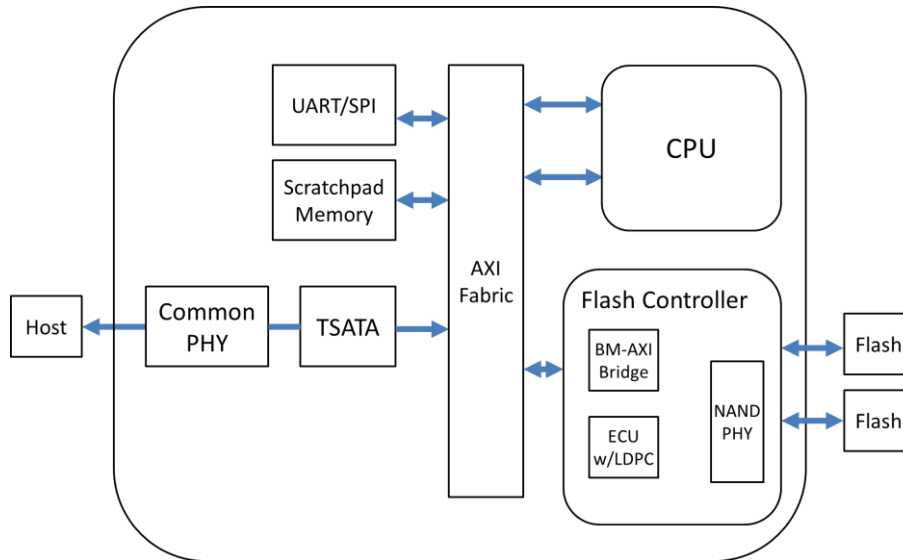 UART/SPI
Scratchpad
Memory
AXI
Fabric
CPU
Host
Common
PHY
TSATA
Flash Controller
BM-AXI
Bridge
ECU
w/LDPC
NAND
PHY
Flash
Flash